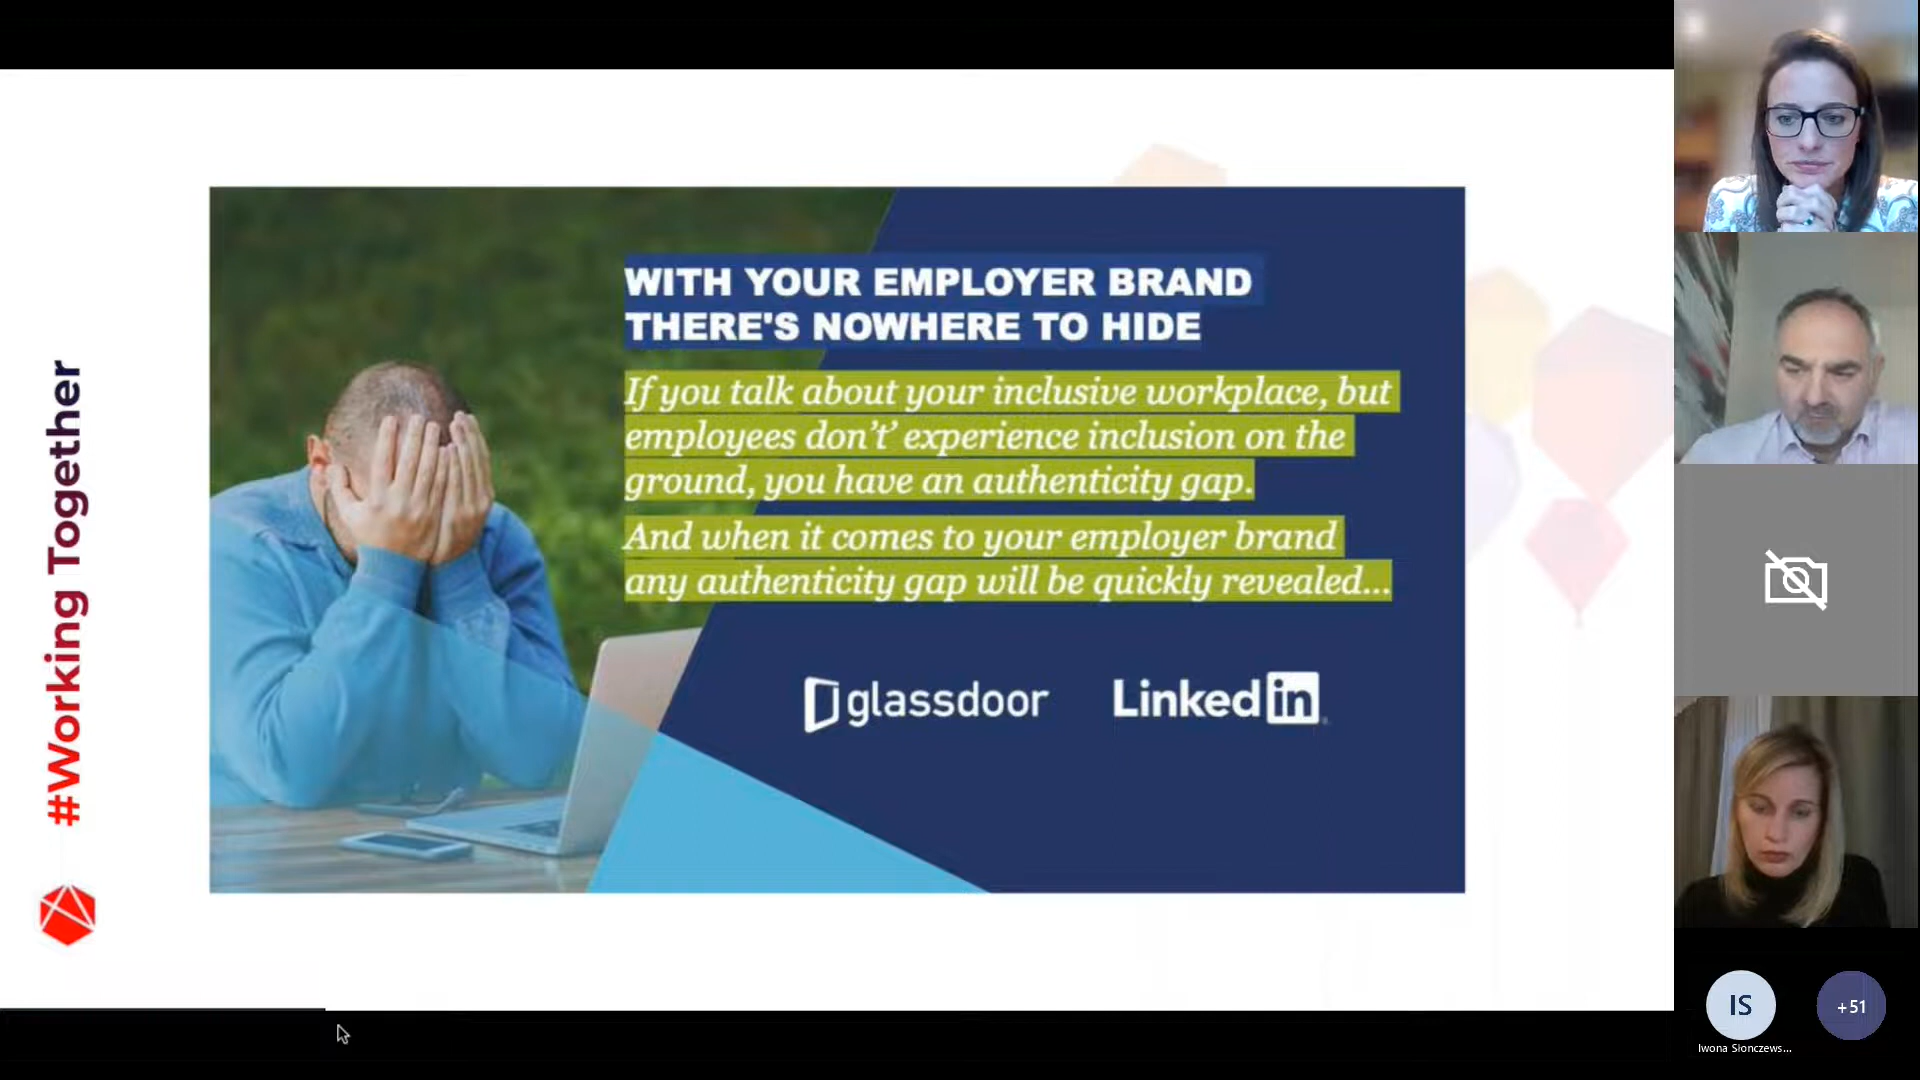 #Working Together
WITH YOUR EMPLOYER BRAND
THERE'S NOWHERE TO HIDE
If you talk about your inclusive workplace, but
employees don’t’ experience inclusion on the
ground, you have an authenticity gap.
And when it comes to your employer brand
any authenticity gap will be quickly revealed...
glassdoor
Linkedin
IS
+51
Iwona Słonczews...